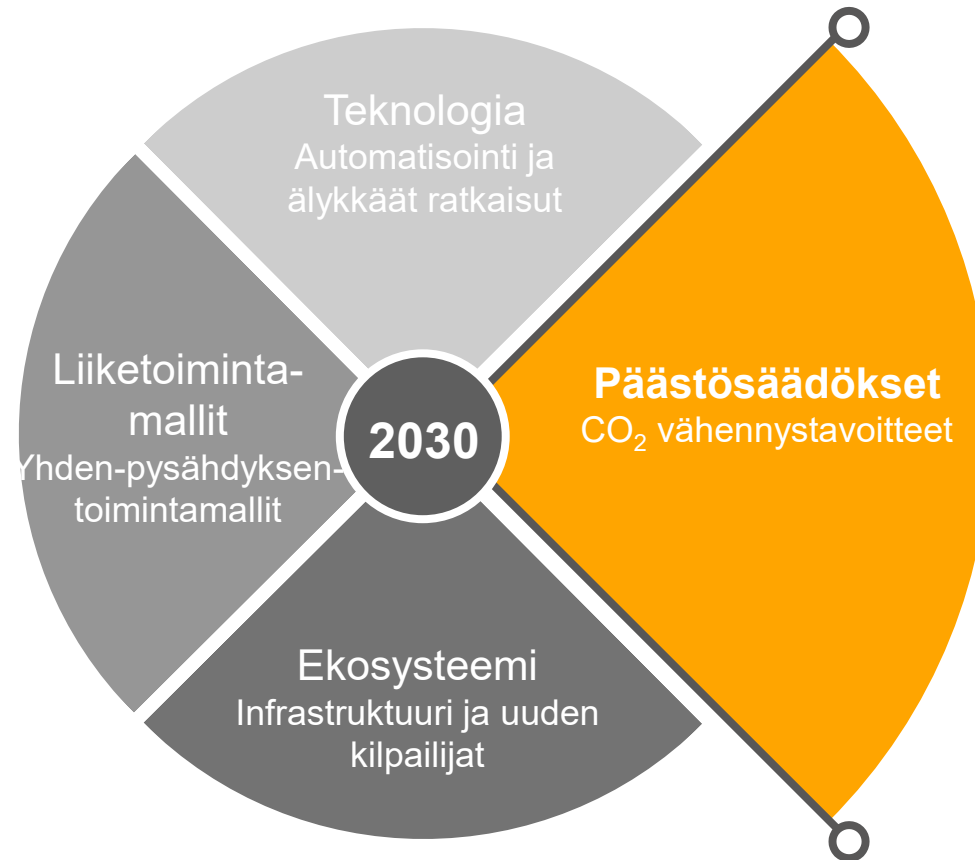 Teknologia
Automatisointi ja
älykkäät ratkaisut
Liiketoiminta-
mallit
Yhden-pysähdyksen-
toimintamallit
2030
Päästösäädökset
CO₂ vähennystavoitteet
Ekosysteemi
Infrastruktuuri ja uuden
kilpailijat